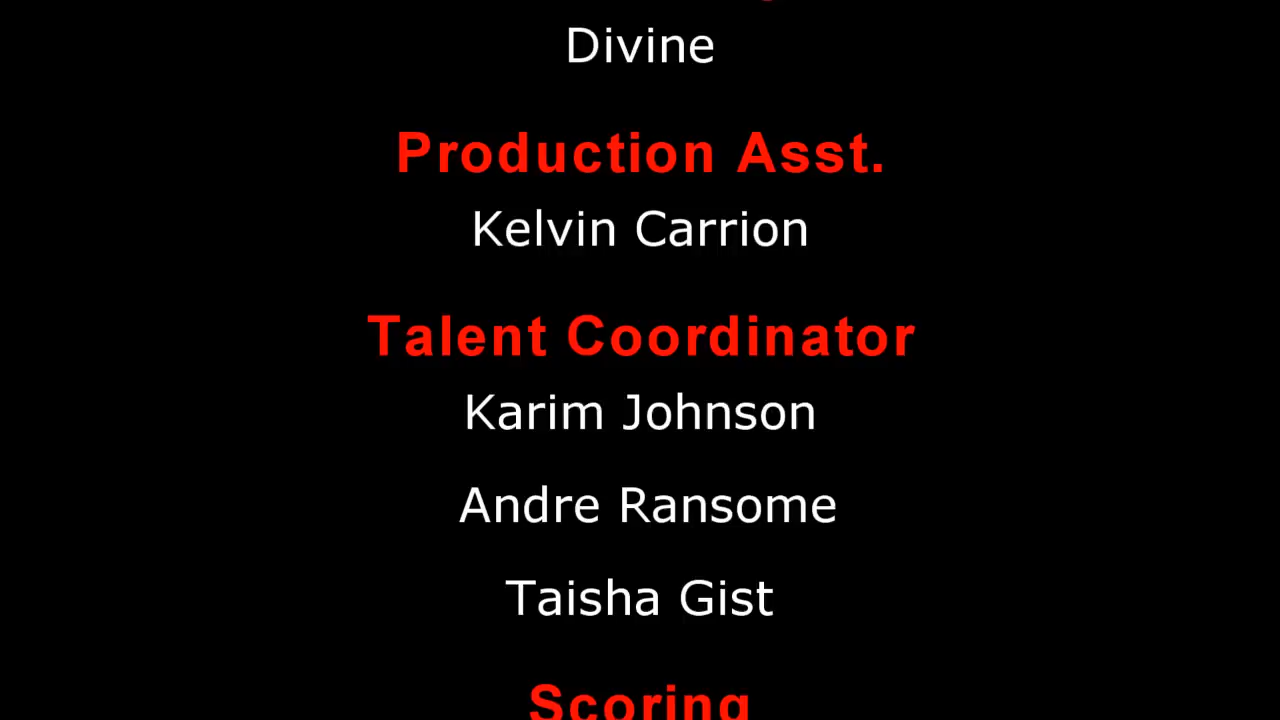 Divine
Production Asst.
Kelvin Carrion
Talent Coordinator
Karim Johnson
Andre Ransome
Taisha Gist
Scoring